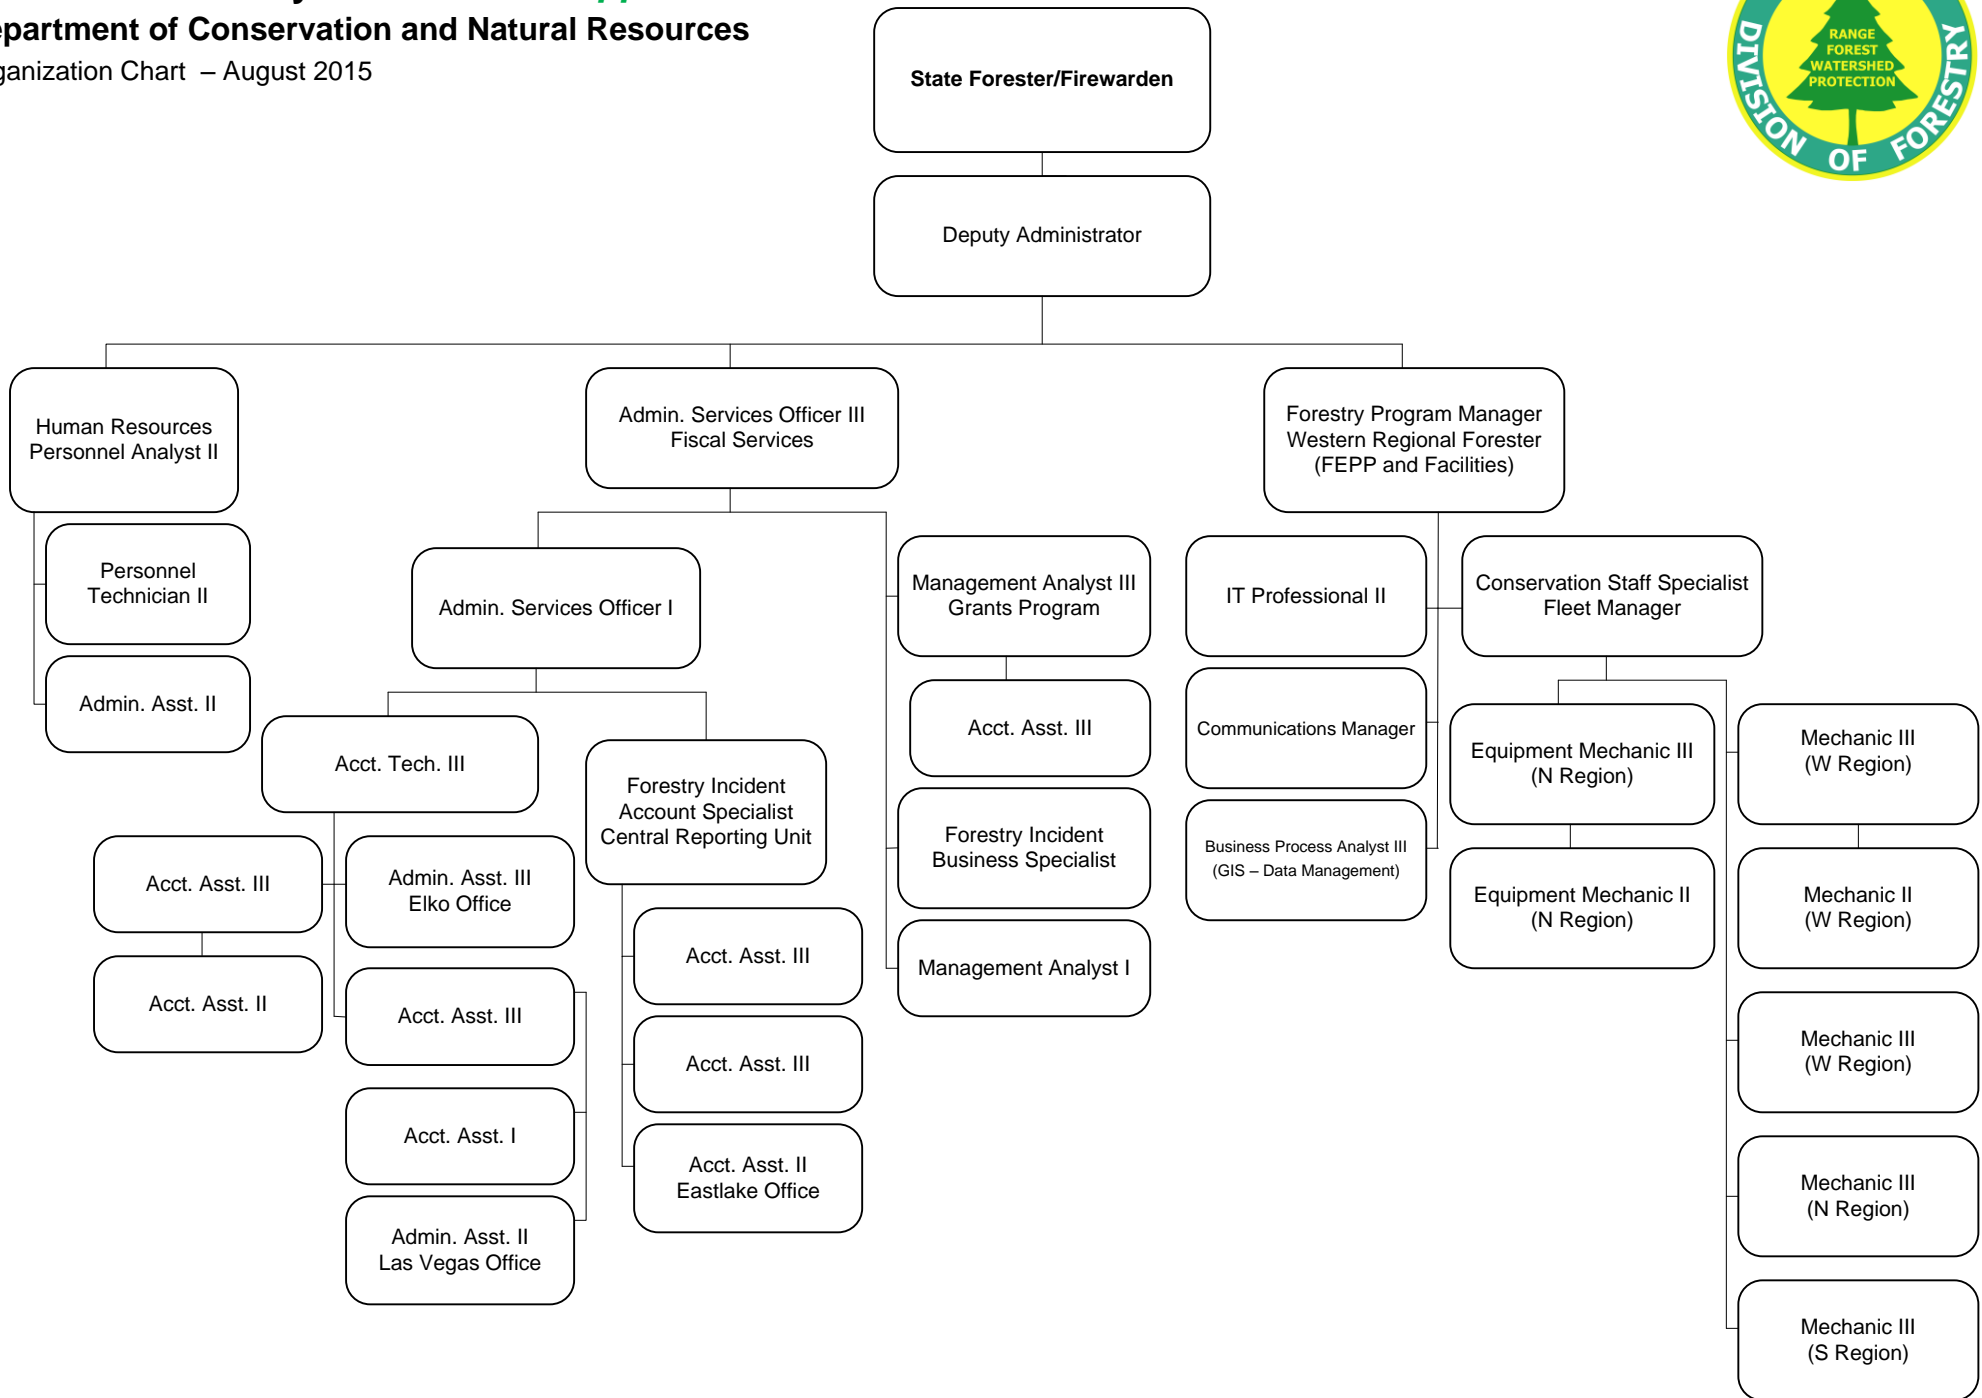 Department of Conservation and Natural Resources
Organization Chart – August 2015
RANGE
FOREST
WATERSHED
PROTECTION
DIVISION OF FORESTRY
State Forester/Firewarden
Deputy Administrator
Human Resources
Personnel Analyst II
Admin. Services Officer III
Fiscal Services
Forestry Program Manager
Western Regional Forester
(FEPP and Facilities)
Personnel
Technician II
Admin. Asst. II
Admin. Services Officer I
Management Analyst III
Grants Program
IT Professional II
Conservation Staff Specialist
Fleet Manager
Acct. Tech. III
Forestry Incident
Account Specialist
Central Reporting Unit
Acct. Asst. III
Communications Manager
Equipment Mechanic III
(N Region)
Mechanic III
(W Region)
Acct. Asst. III
Admin. Asst. III
Elko Office
Forestry Incident
Business Specialist
Business Process Analyst III
(GIS – Data Management)
Equipment Mechanic II
(N Region)
Mechanic II
(W Region)
Acct. Asst. II
Acct. Asst. III
Acct. Asst. III
Management Analyst I
Acct. Asst. III
Mechanic III
(W Region)
Acct. Asst. I
Acct. Asst. II
Eastlake Office
Mechanic III
(N Region)
Admin. Asst. II
Las Vegas Office
Mechanic III
(S Region)